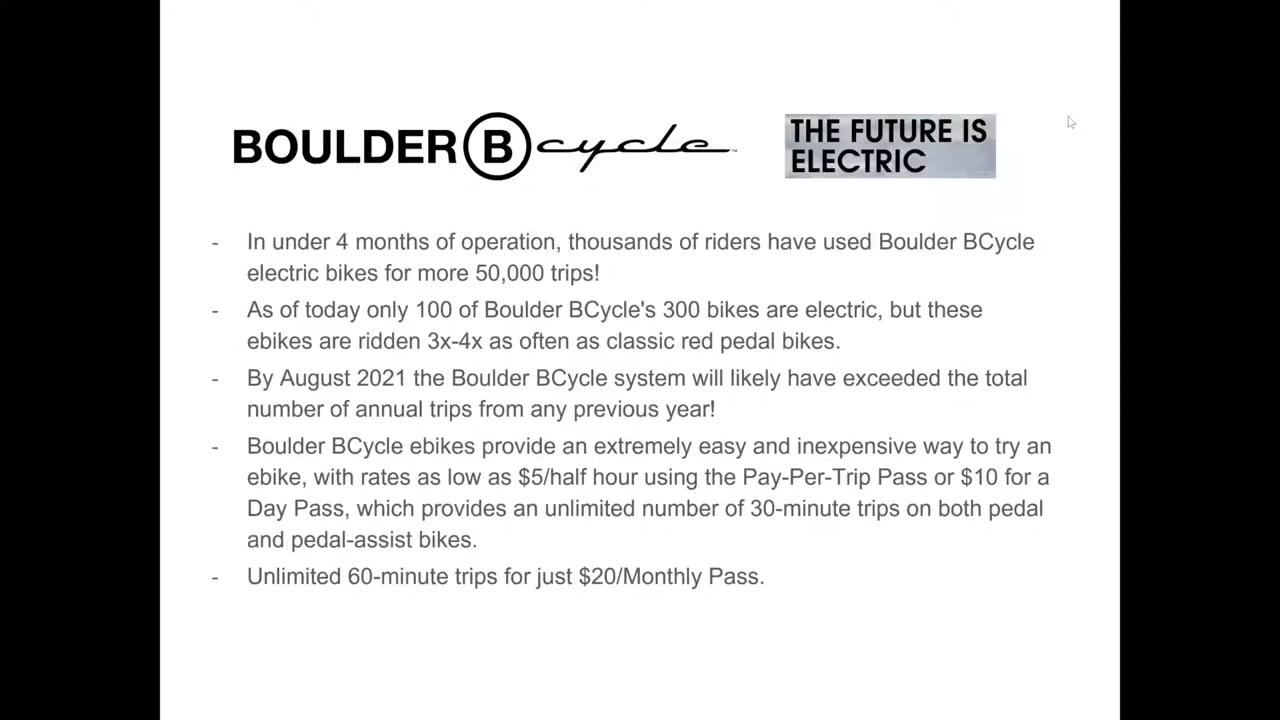 BOULDER B cycle™
THE FUTURE IS
ELECTRIC
- In under 4 months of operation, thousands of riders have used Boulder BCycle
electric bikes for more 50,000 trips!
- As of today only 100 of Boulder BCycle's 300 bikes are electric, but these
ebikes are ridden 3x-4x as often as classic red pedal bikes.
- By August 2021 the Boulder BCycle system will likely have exceeded the total
number of annual trips from any previous year!
- Boulder BCycle ebikes provide an extremely easy and inexpensive way to try an
ebike, with rates as low as $5/half hour using the Pay-Per-Trip Pass or $10 for a
Day Pass, which provides an unlimited number of 30-minute trips on both pedal
and pedal-assist bikes.
- Unlimited 60-minute trips for just $20/Monthly Pass.